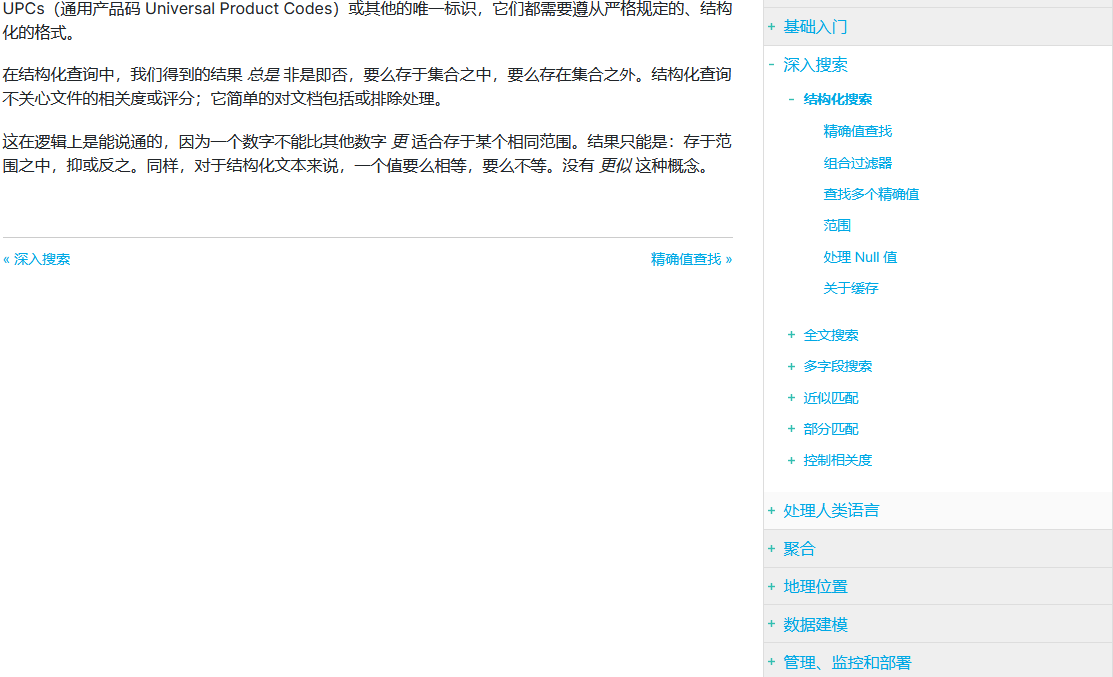 UPCs（通用产品码 Universal Product Codes）或其他的唯一标识，它们都需要遵从严格规定的、结构
化的格式。
在结构化查询中，我们得到的结果 总是 非是即否，要么存于集合之中，要么存在集合之外。结构化查询
不关心文件的相关度或评分；它简单的对文档包括或排除处理。
这在逻辑上是能说通的，因为一个数字不能比其他数字 更 适合存于某个相同范围。结果只能是：存于范
围之中，抑或反之。同样，对于结构化文本来说，一个值要么相等，要么不等。没有 更似 这种概念。
« 深入搜索
精确值查找 »
+ 基础入门
- 深入搜索
- 结构化搜索
精确值查找
组合过滤器
查找多个精确值
范围
处理 Null 值
关于缓存
+ 全文搜索
+ 多字段搜索
+ 近似匹配
+ 部分匹配
+ 控制相关度
+ 处理人类语言
+ 聚合
+ 地理位置
+ 数据建模
+ 管理、监控和部署